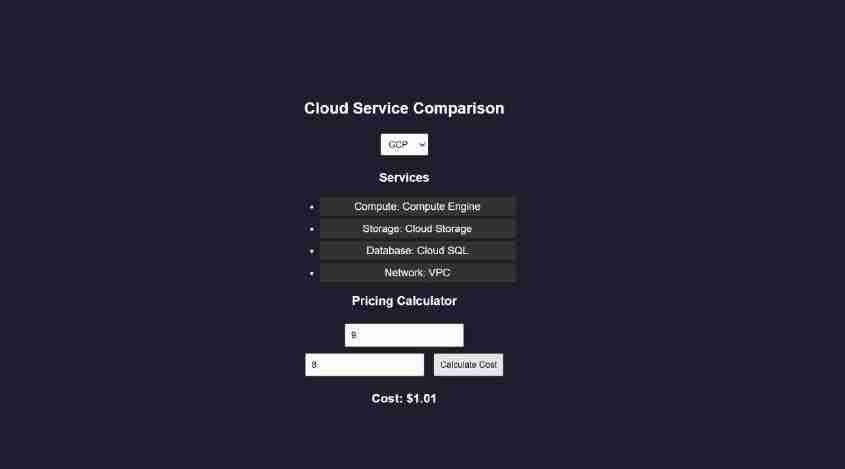 Cloud Service Comparison
GCP
Services
Compute: Compute Engine
Storage: Cloud Storage
Database: Cloud SQL
Network: VPC
Pricing Calculator
9
8
Calculate Cost
Cost: $1.01